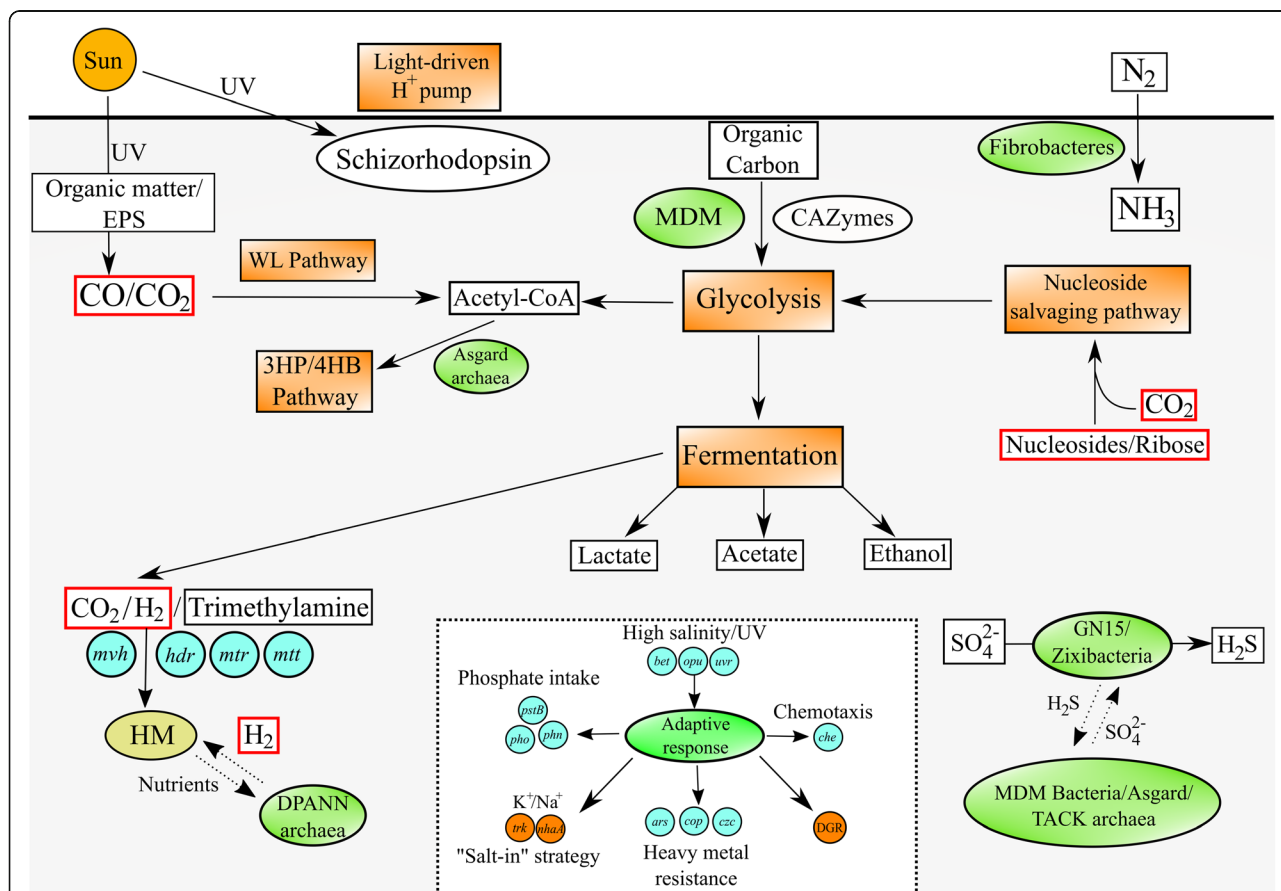 Sun
UV
UV
Light-driven
H+ pump
Schizorhodopsin
N2
Fibrobacteres
NH3
Organic
Carbon
MDM
CAZymes
Organic matter/
EPS
WL Pathway
CO/CO2
Acetyl-CoA
Glycolysis
Nucleoside
salvaging pathway
3HP/4HB
Pathway
Asgard
archaea
CO2
Nucleosides/Ribose
Fermentation
Lactate
Acetate
Ethanol
CO2/H2/Trimethylamine
mvh
hdr
mtr
mtt
HM
H2
Nutrients
DPANN
archaea
High salinity/UV
bet
opu
uvr
Phosphate intake
pstB
pho
phn
Adaptive
response
Chemotaxis
che
K+/Na+
trk
nhaA
"Salt-in" strategy
ars
cop
czc
Heavy metal
resistance
DGR
SO4 2-
GN15/
Zixibacteria
H2S
H2S
SO4 2-
MDM Bacteria/Asgard/
TACK archaea